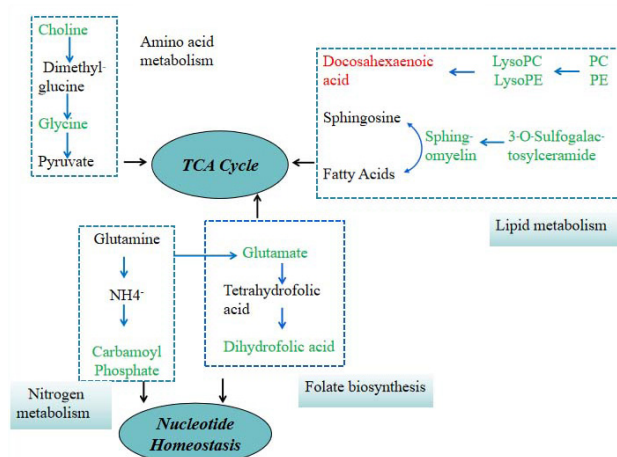 Choline
Dimethyl-
glucine
Glycine
Pyruvate
Amino acid
metabolism
TCA Cycle
Docosahexaenoic
acid
LysoPC
LysoPE
PC
PE
Sphingosine
Fatty Acids
Sphing-
omyelin
3-O-Sulfogalac-
tosylceramide
Lipid metabolism
Glutamine
NH4-
Carbamoyl
Phosphate
Nitrogen
metabolism
Glutamate
Tetrahydrofolic
acid
Dihydrofolic acid
Folate biosynthesis
Nucleotide
Homeostasis